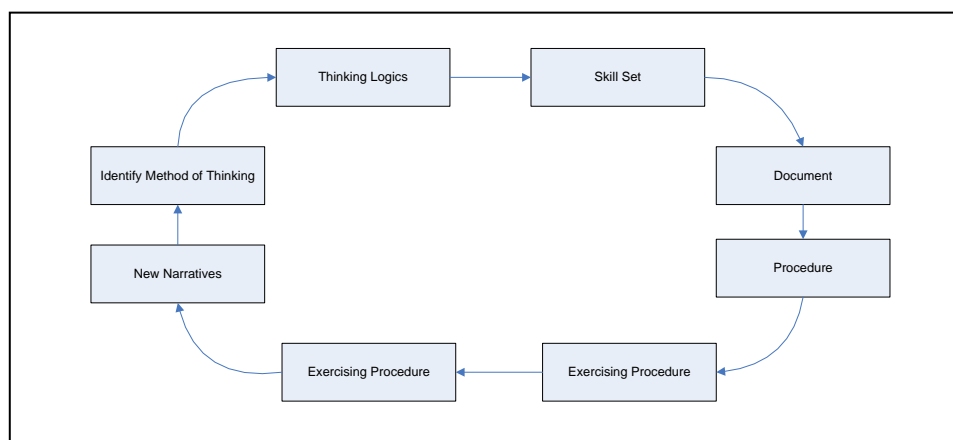 Thinking Logics
Skill Set
Identify Method of Thinking
Document
New Narratives
Procedure
Exercising Procedure
Exercising Procedure